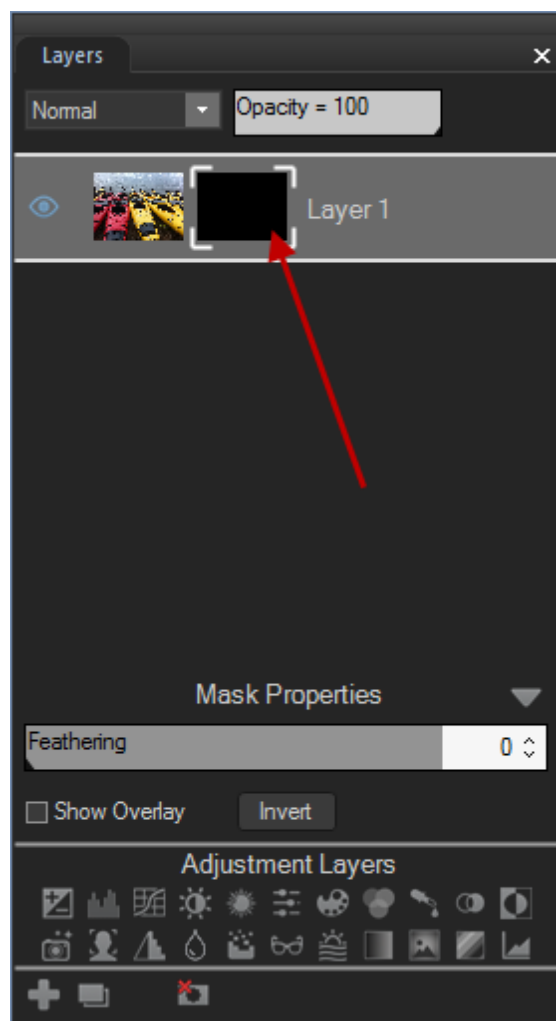 Layers
Normal
Opacity = 100
Layer 1
Mask Properties
Feathering 0
Show Overlay Invert
Adjustment Layers